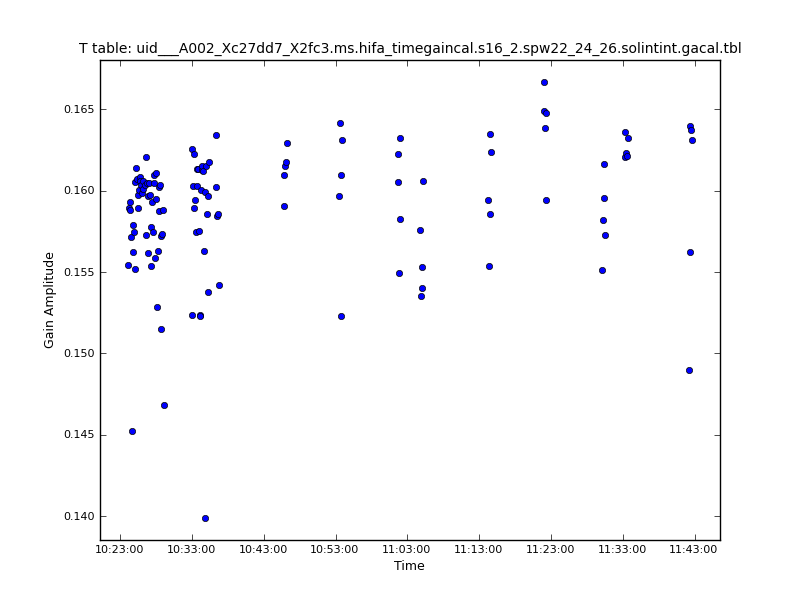 T table: uid___A002_Xc27dd7_X2fc3.ms.hifa_timegaincal.s16_2.spw22_24_26.solintint.gacal.tbl
Gain Amplitude
0.165
0.160
0.155
0.150
0.145
0.140
10:23:00 10:33:00 10:43:00 10:53:00 11:03:00 11:13:00 11:23:00 11:33:00 11:43:00
Time